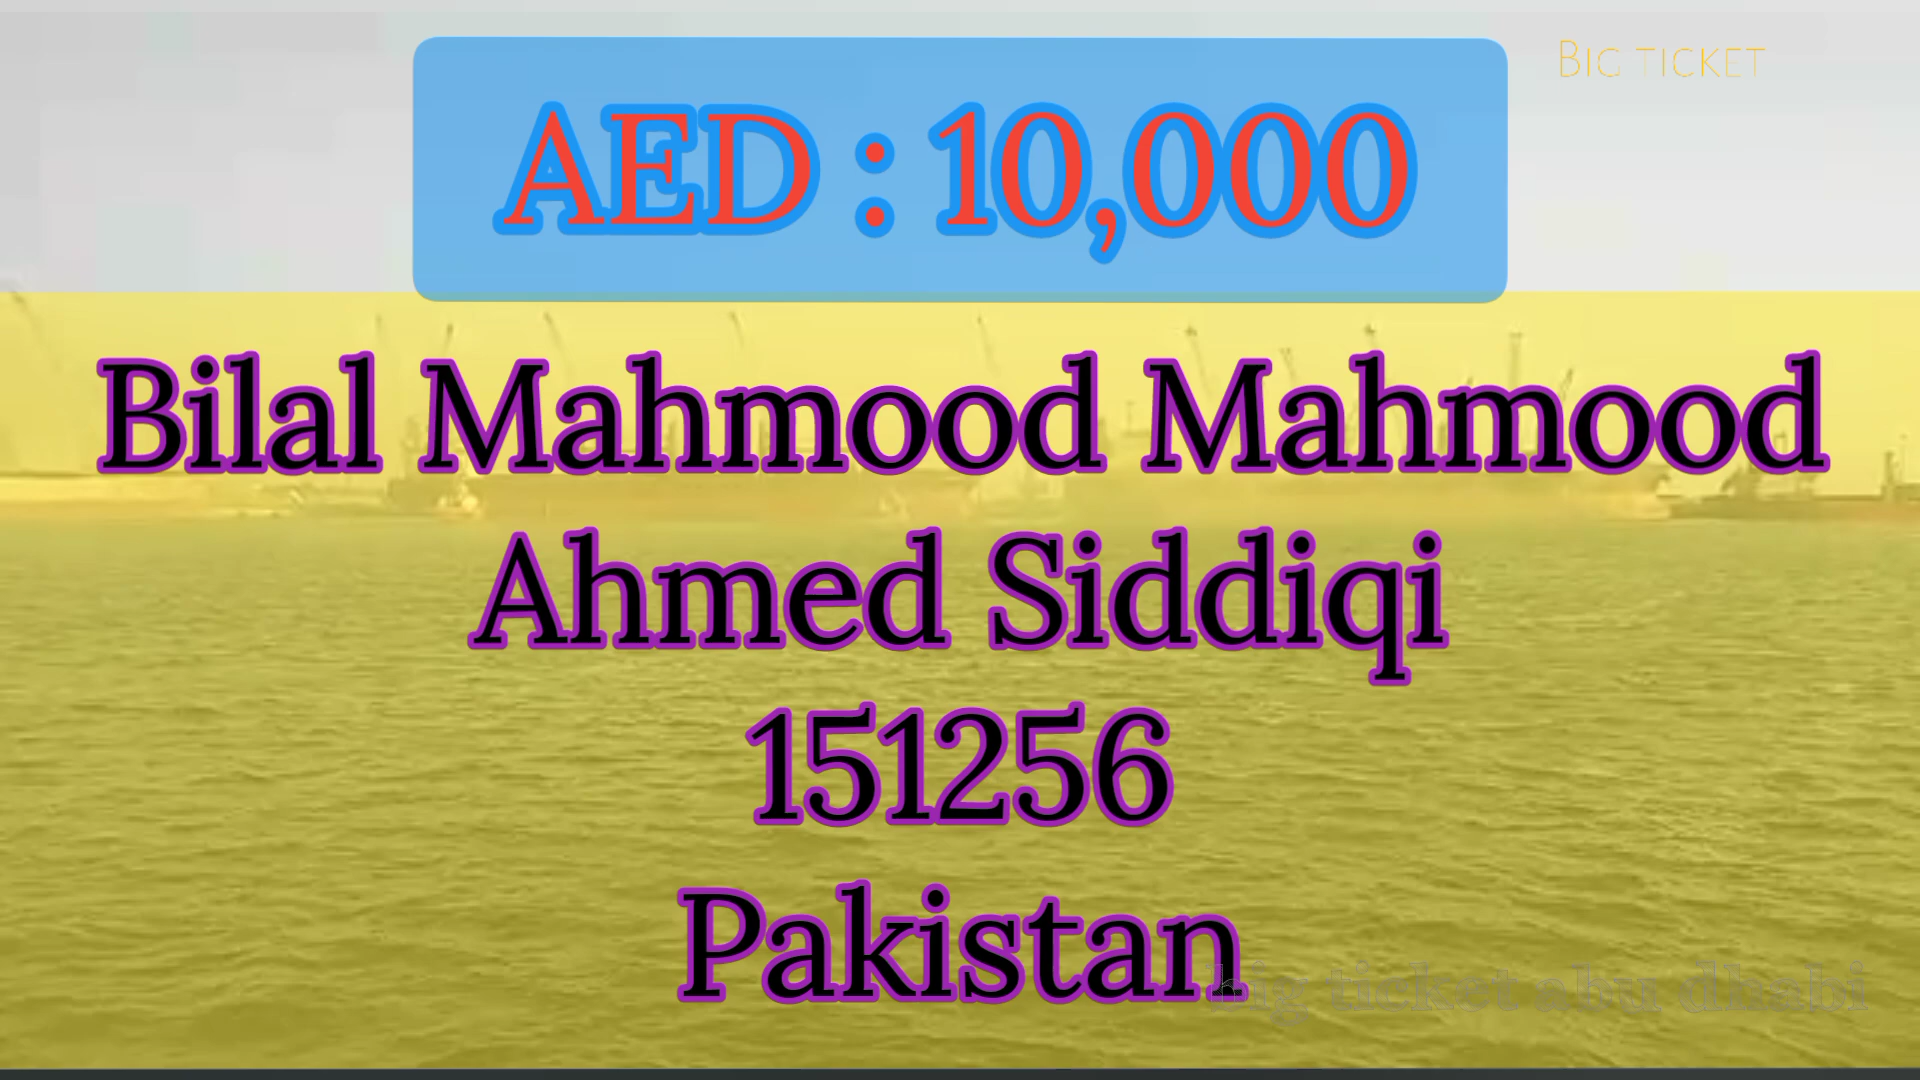 BIG TICKET
AED : 10,000
Bilal Mahmood Mahmood
Ahmed Siddiqi
151256
Pakistan
big ticket abu dhabi